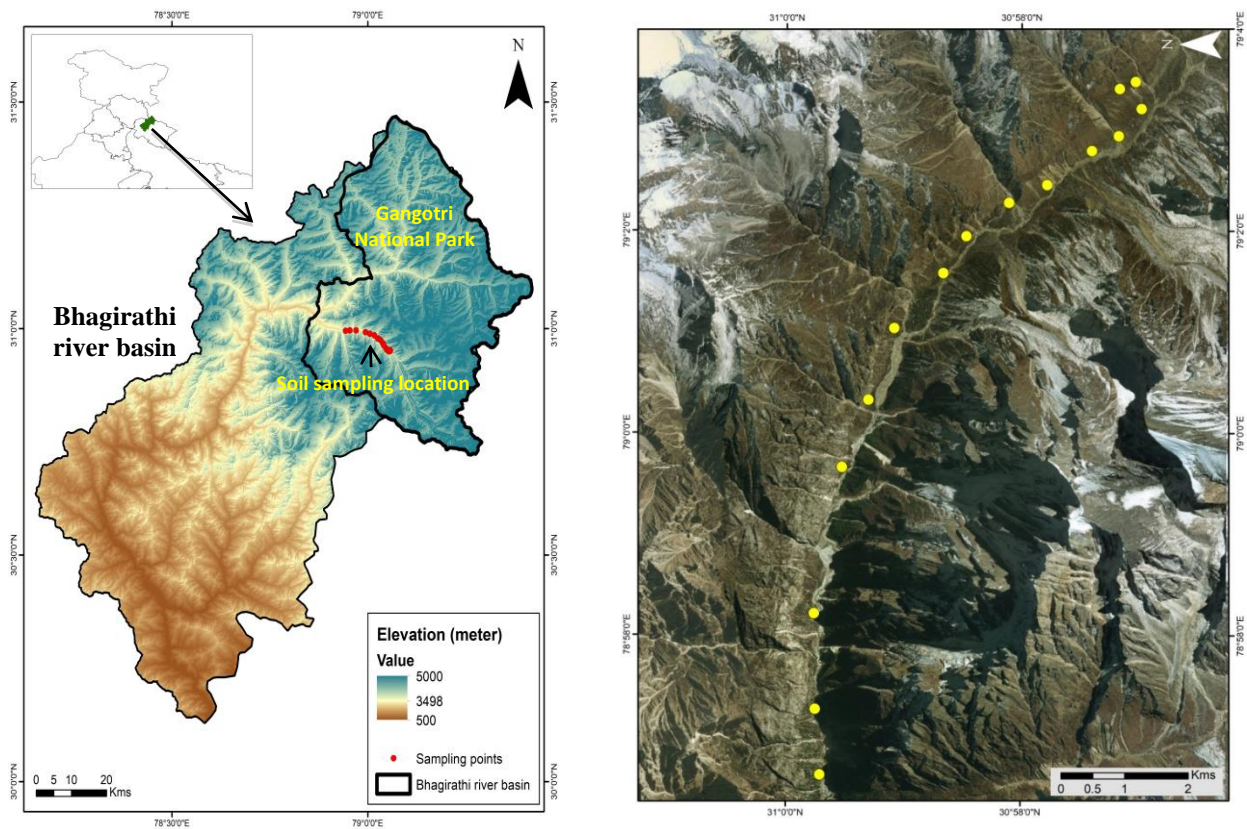 78°30'0"E
79°0'0"E
N
31°30'0"N
31°30'0"N
Gangotri
National Park
Bhagirathi
river basin
31°0'0"N
31°0'0"N
Soil sampling location
30°30'0"N
30°30'0"N
Elevation (meter)
Value
5000
3498
500
Sampling points
Bhagirathi river basin
0 5 10 20
Kms
30°0'0"N
30°0'0"N
78°30'0"E
79°0'0"E
31°0'N
30°58'0"N
79°4'0"E
N
79°2'0"E
79°2'0"E
79°0'0"E
79°0'0"E
78°58'0"E
78°58'0"E
Kms
0 0.5 1 2
31°0'0"N
30°58'0"N